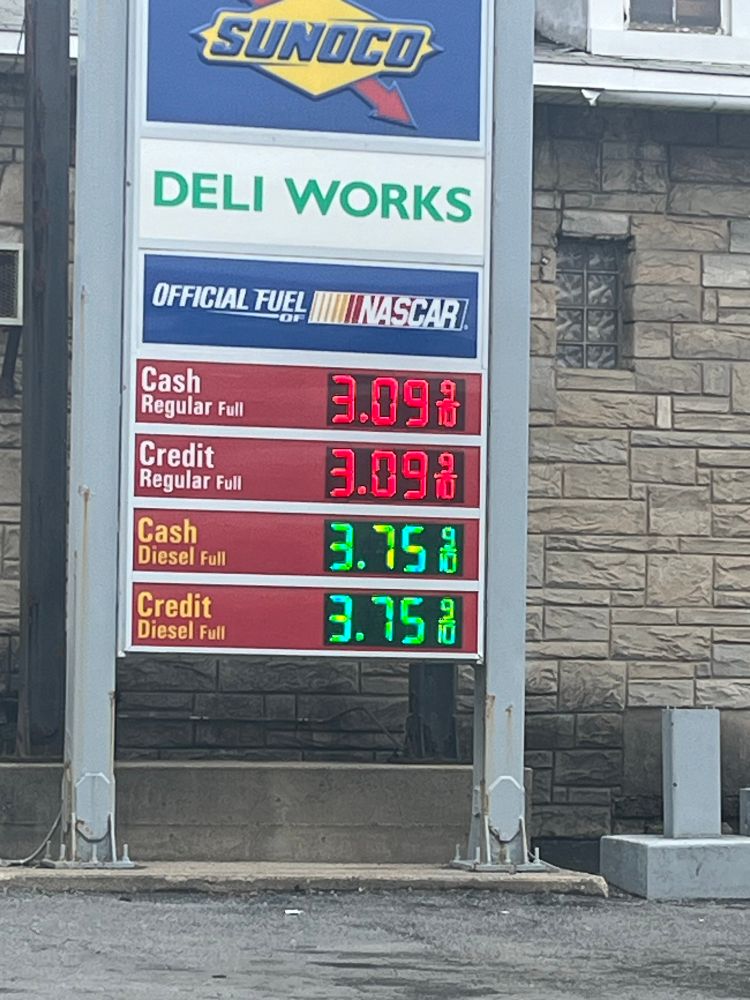 SUNOCO
DELI WORKS
OFFICIAL FUEL OF NASCAR
Cash
Regular Full 3.09 9/10
Credit
Regular Full 3.09 9/10
Cash
Diesel Full 3.75 9/10
Credit
Diesel Full 3.75 9/10